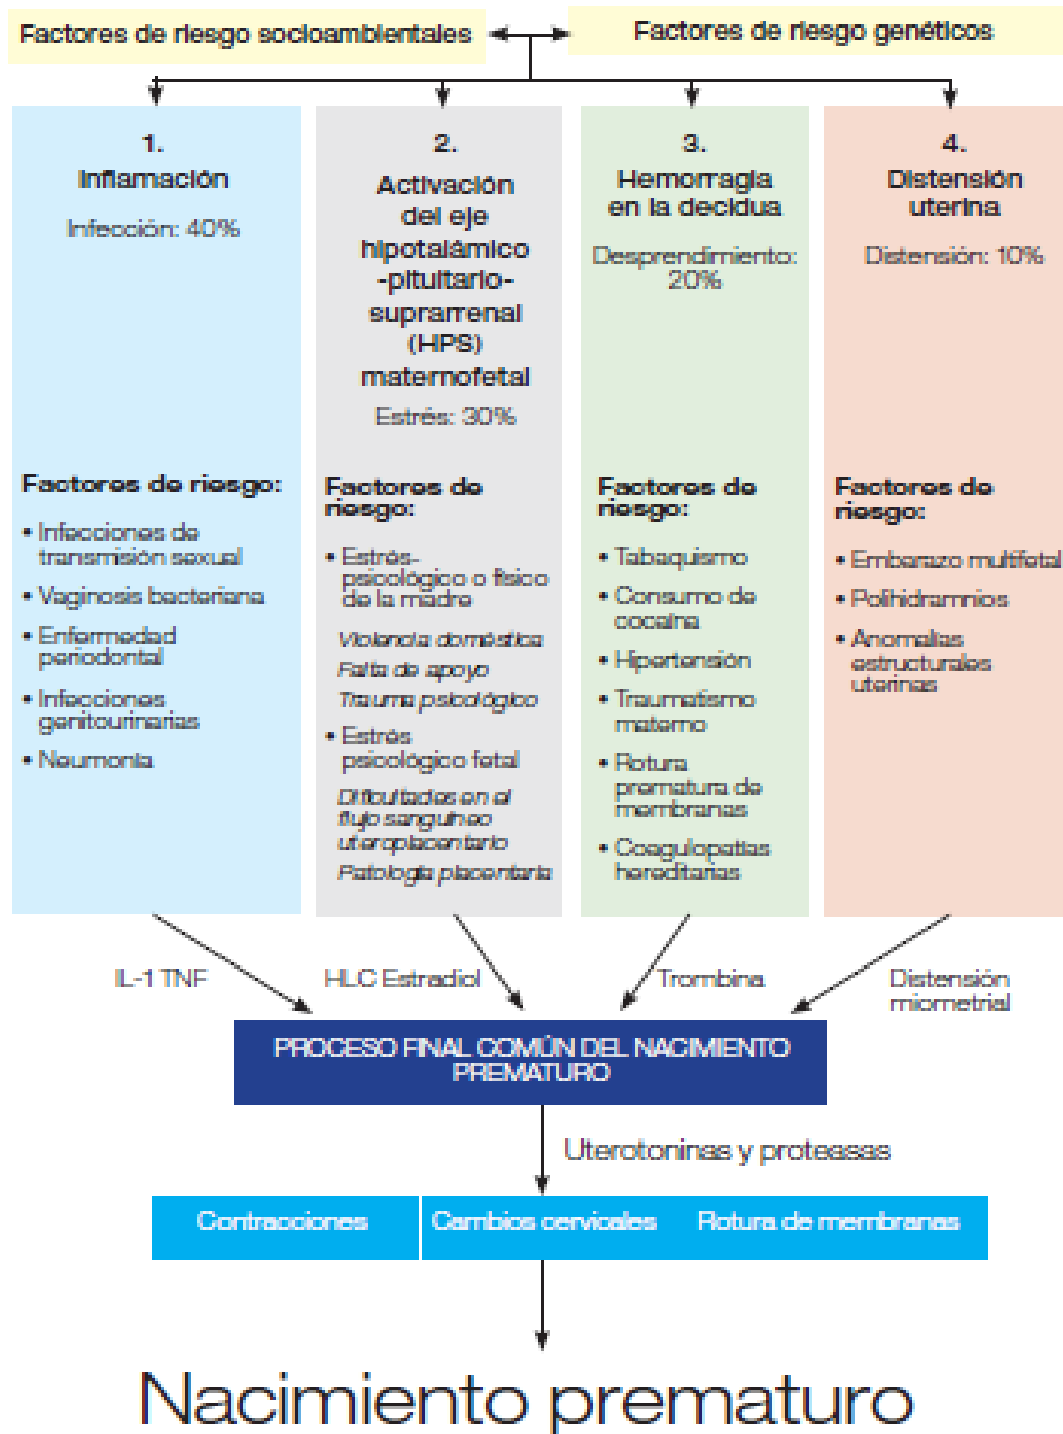 Factores de riesgo socioambientales
Factores de riesgo genéticos
1.
Inflamación
Infección: 40%
Factores de riesgo:
• Infecciones de
transmisión sexual
• Vaginosis bacteriana
• Enfermedad
periodontal
• Infecciones
genitourinarias
• Neumonía
2.
Activación
del eje
hipotalámico
-pituitario-
suprarrenal
(HPS)
maternofetal
Estrés: 30%
Factores de
riesgo:
• Estrés-
psicológico o físico
de la madre
Violencia doméstica
Falta de apoyo
Trauma psicológico
• Estrés
psicológico fetal
Dificultades en el
flujo sanguíneo
uteroplacentario
Patología placentaria
3.
Hemorragia
en la decidua
Desprendimiento:
20%
Factores de
riesgo:
• Tabaquismo
• Consumo de
cocaína
• Hipertensión
• Traumatismo
materno
• Rotura
prematura de
membranas
• Coagulopatías
hereditarias
4.
Distensión
uterina
Distensión: 10%
Factores de
riesgo:
• Embarazo multifetal
• Polihidramnios
• Anomalías
estructurales
uterinas
IL-1 TNF
HLC Estradiol
Trombina
Distensión
miometrial
PROCESO FINAL COMÚN DEL NACIMIENTO
PREMATURO
Uterotoninas y proteasas
Contracciones
Cambios cervicales
Rotura de membranas
Nacimiento prematuro